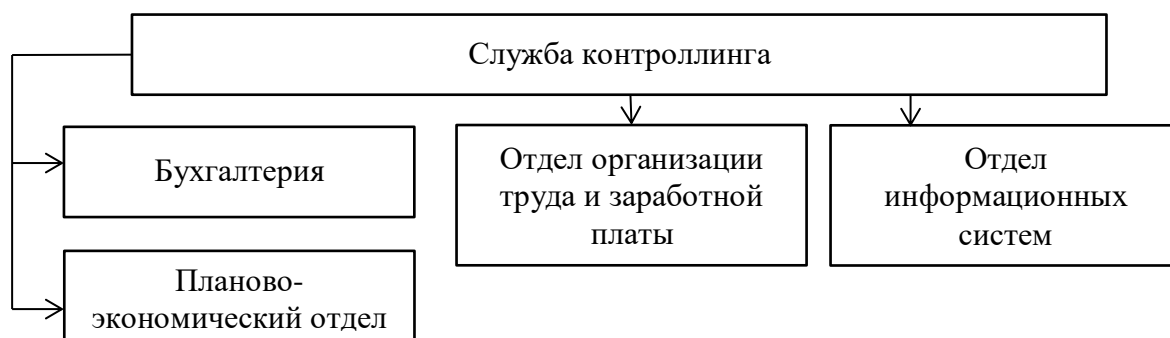 Служба контроллинга
Бухгалтерия
Отдел организации
труда и заработной
платы
Отдел
информационных
систем
Планово-
экономический отдел